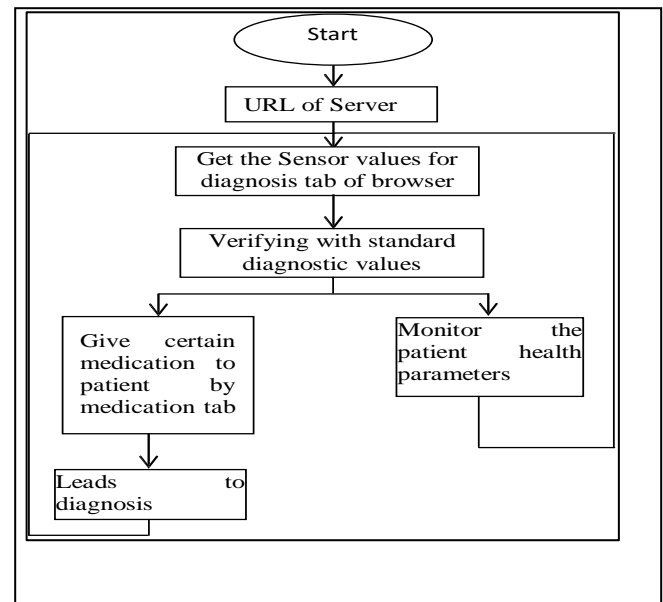 Start
URL of Server
Get the Sensor values for
diagnosis tab of browser
Verifying with standard
diagnostic values
Give certain
medication to
patient by
medication tab
Monitor the
patient health
parameters
Leads to
diagnosis